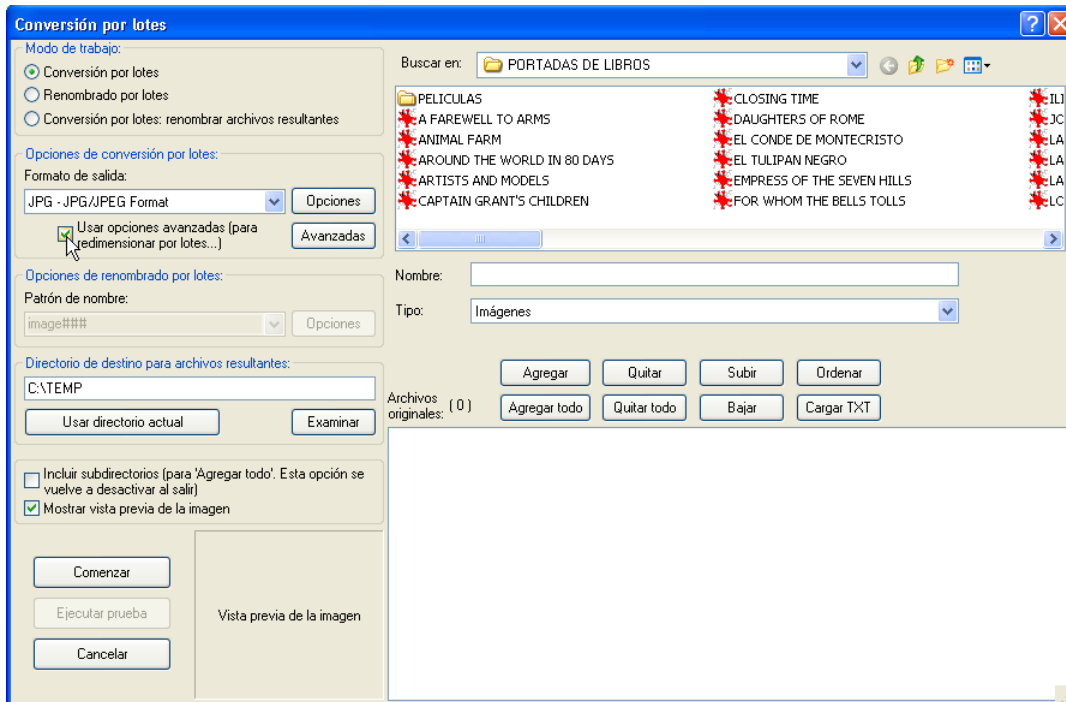 Conversión por lotes
Modo de trabajo:
Conversión por lotes
Renombrado por lotes
Conversión por lotes: renombrar archivos resultantes
Opciones de conversión por lotes:
Formato de salida:
JPG - JPG/JPEG Format
Opciones
Usar opciones avanzadas (para
redimensionar por lotes...)
Avanzadas
Opciones de renombrado por lotes:
Patrón de nombre:
image###
Opciones
Directorio de destino para archivos resultantes:
C:\TEMP
Usar directorio actual
Examinar
Incluir subdirectorios (para 'Agregar todo'. Esta opción se
vuelve a desactivar al salir)
Mostrar vista previa de la imagen
Comenzar
Ejecutar prueba
Cancelar
Vista previa de la imagen
Buscar en:
PORTADAS DE LIBROS
PELICULAS
A FAREWELL TO ARMS
ANIMAL FARM
AROUND THE WORLD IN 80 DAYS
ARTISTS AND MODELS
CAPTAIN GRANT'S CHILDREN
CLOSING TIME
DAUGHTERS OF ROME
EL CONDE DE MONTECRISTO
EL TULIPAN NEGRO
EMPRESS OF THE SEVEN HILLS
FOR WHOM THE BELLS TOLLS
Nombre:
Tipo:
Imágenes
Agregar
Quitar
Subir
Ordenar
Archivos
originales:
( 0 )
Agregar todo
Quitar todo
Bajar
Cargar TXT